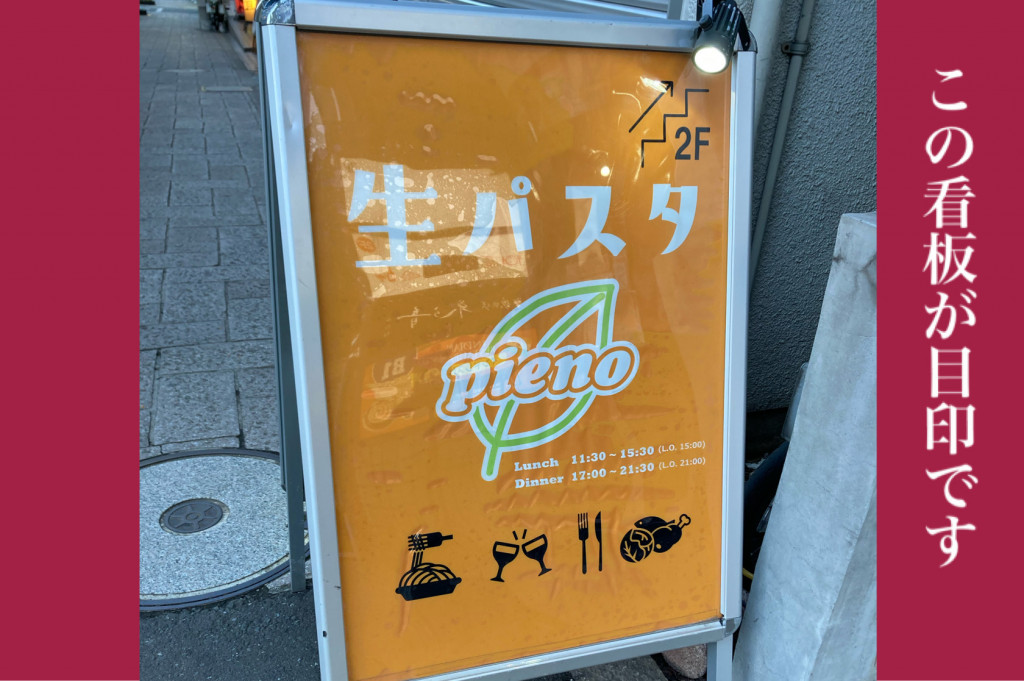 2F
生パスタ
pieno
Lunch 11:30～15:30 (L.O. 15:00)
Dinner 17:00～21:30 (L.O. 21:00)
B1
この看板が目印です